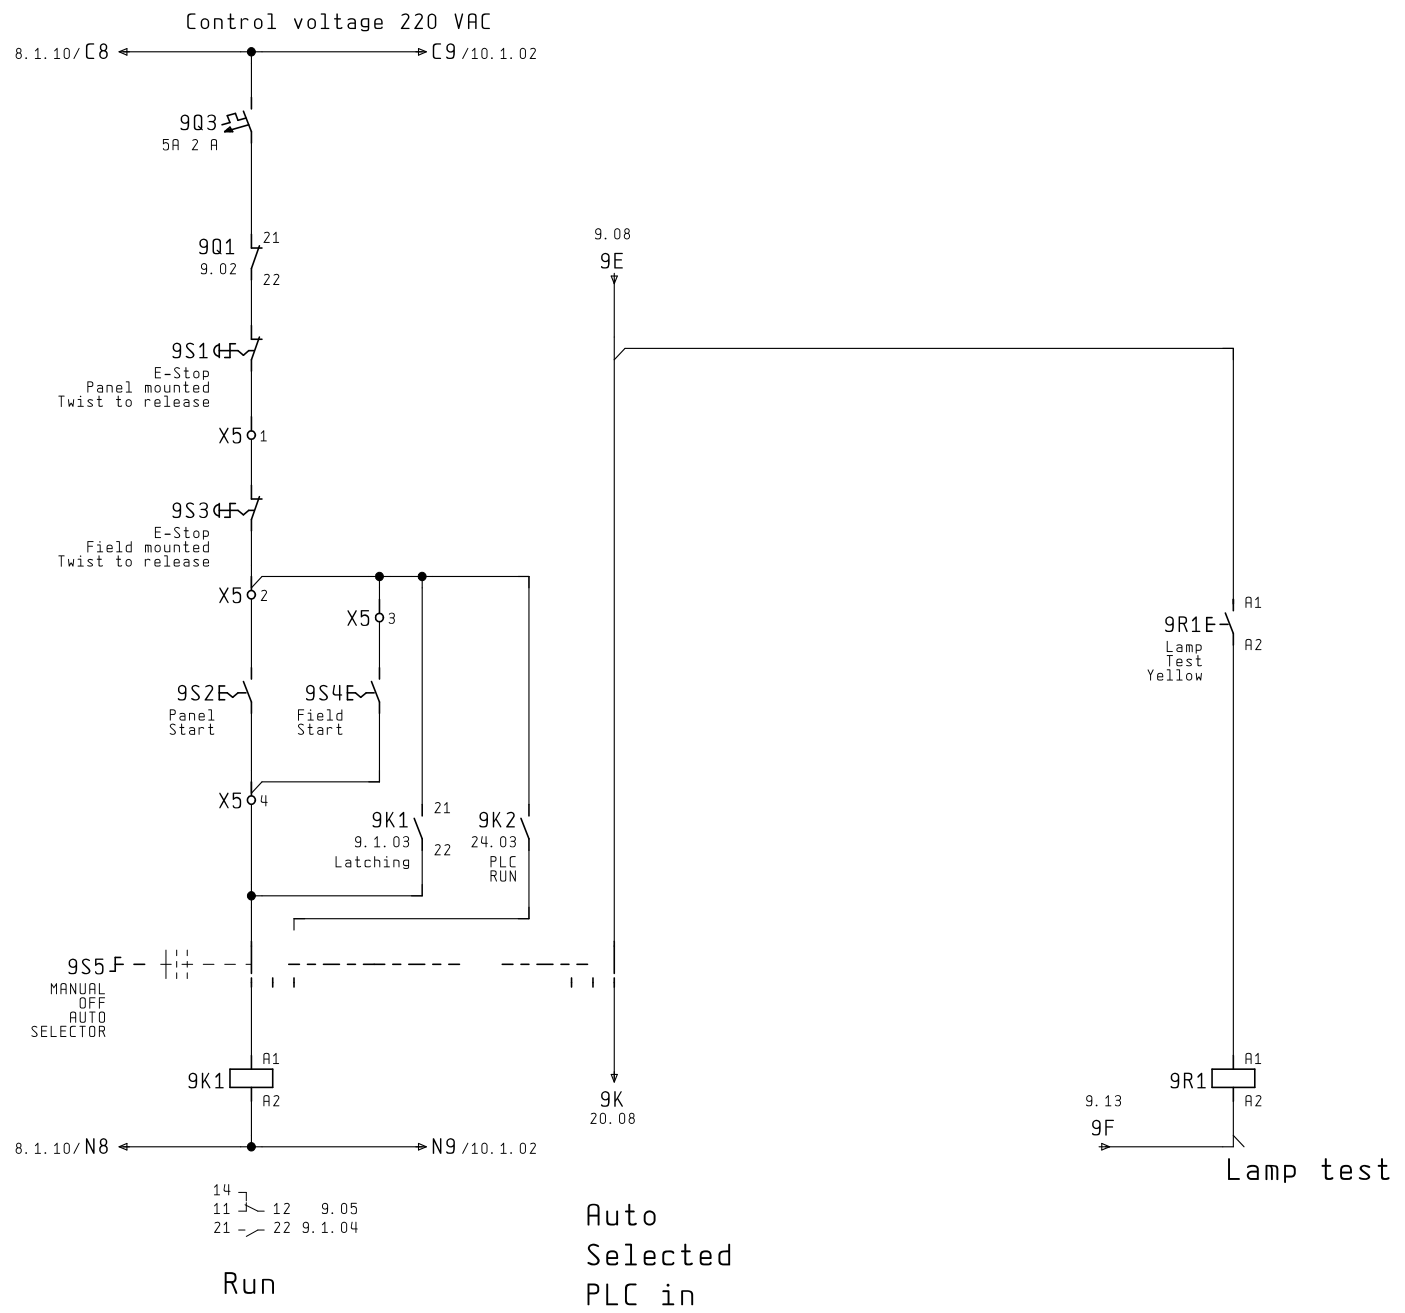 Control voltage 220 VAC
8.1.10/C8
C9/10.1.02
9Q3
5A 2 A
9Q1
9.02
21
22
9S1
E-Stop
Panel mounted
Twist to release
X5 1
9S3
E-Stop
Field mounted
Twist to release
X5 2
X5 3
9S2
Panel
Start
9S4
Field
Start
X5 4
9K1
9.1.03
Latching
21
22
9K2
24.03
PLC
RUN
9S5
MANUAL
OFF
AUTO
SELECTOR
9K1
A1
A2
8.1.10/N8
N9/10.1.02
14
11 12 9.05
21 22 9.1.04
Run
9.08
9E
9K
20.08
Auto
Selected
PLC in
9R1
Lamp
Test
Yellow
A1
A2
9R1
A1
A2
9.13
9F
Lamp test